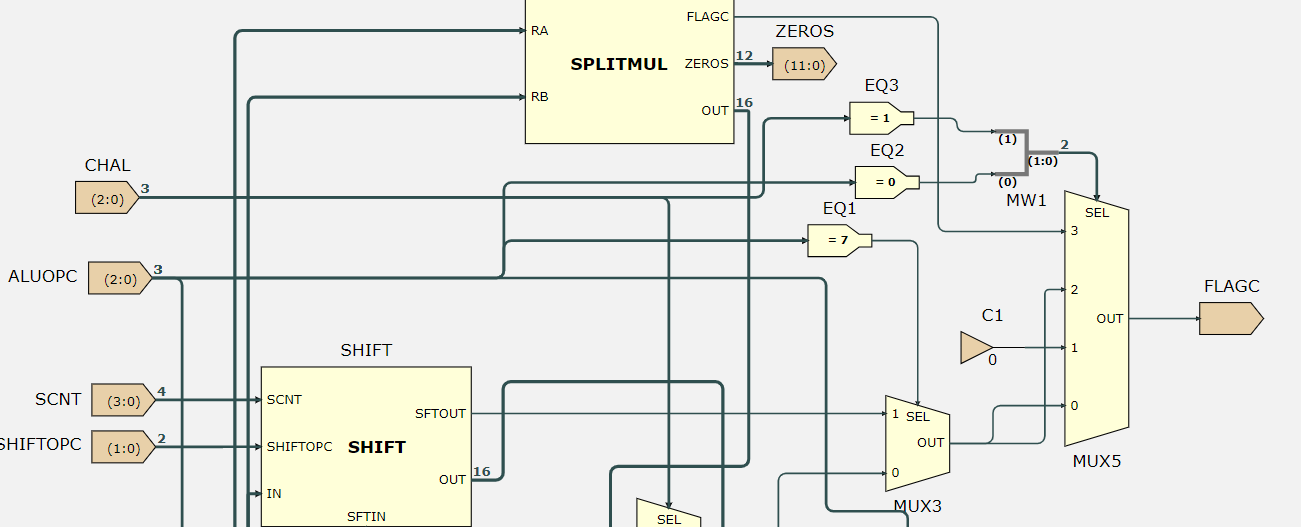 FLAGC
ZEROS
RA
SPLITMUL
ZEROS
12
(11:0)
EQ3
RB
OUT
16
= 1
(1)
2
EQ2
(1:0)
CHAL
3
(2:0)
= 0
(0)
MW1
EQ1
SEL
= 7
3
ALUOPC
(2:0)
3
2
FLAGC
C1
OUT
0
1
SHIFT
SCNT
(3:0)
4
SCNT
SFTOUT
1
SEL
0
SHIFTOPC
(1:0)
2
SHIFTOPC
SHIFT
OUT
MUX5
OUT
16
0
IN
MUX3
SFTIN
SEL